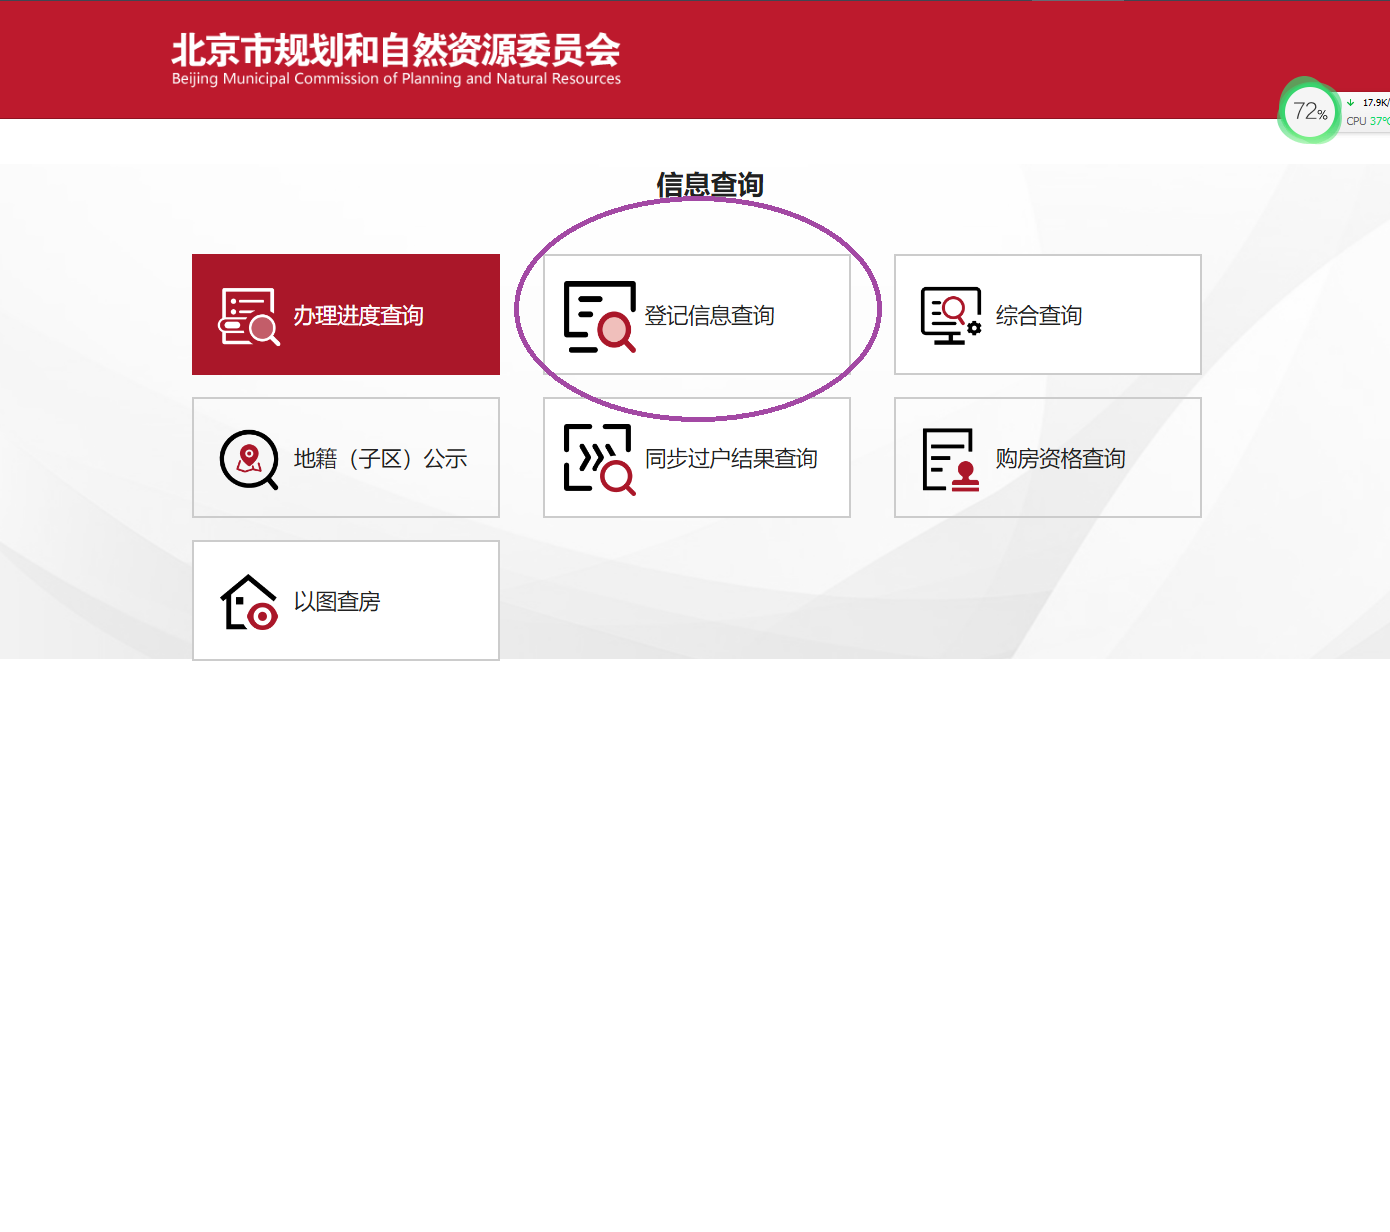 北京市规划和自然资源委员会
Beijing Municipal Commission of Planning and Natural Resources
72%
17.9K/
CPU 37°C
信息查询
办理进度查询
登记信息查询
综合查询
地籍（子区）公示
同步过户结果查询
购房资格查询
以图查房